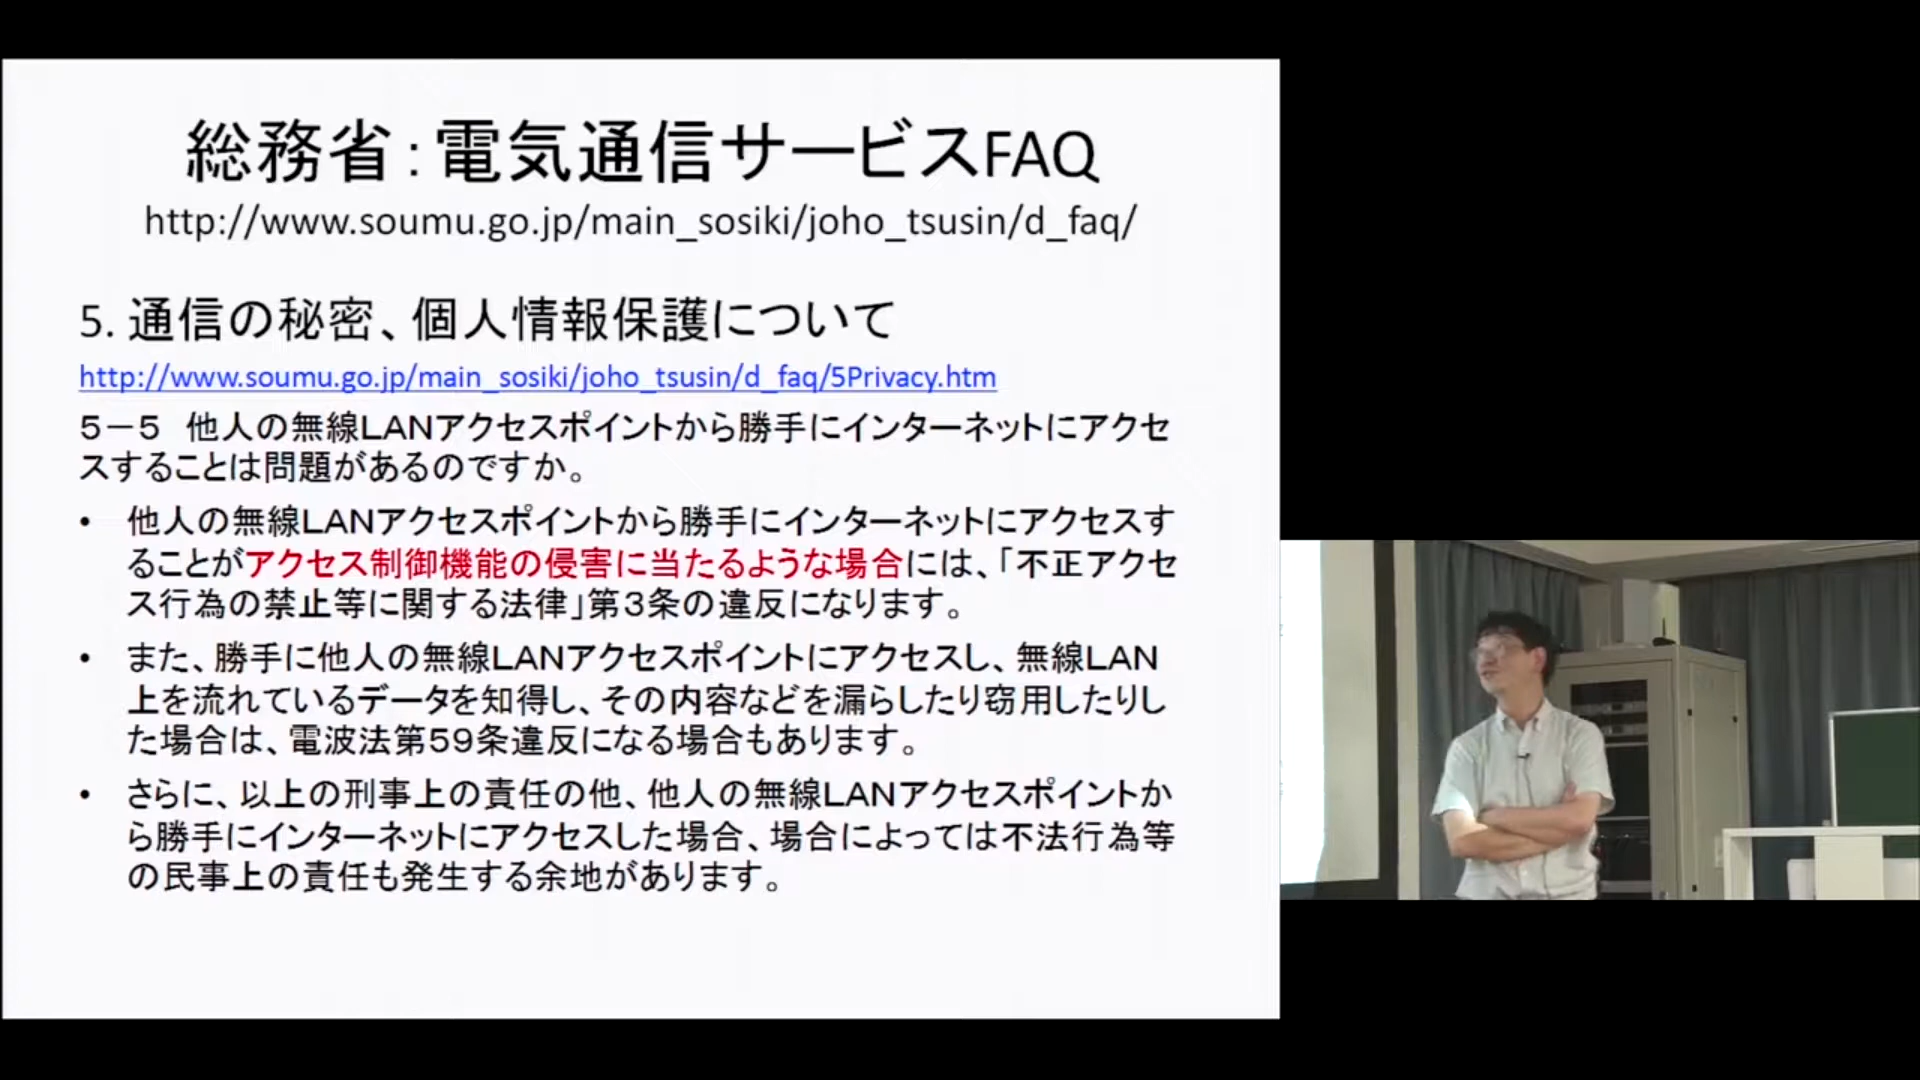 総務省：電気通信サービスFAQ
http://www.soumu.go.jp/main_sosiki/joho_tsusin/d_faq/
5. 通信の秘密、個人情報保護について
http://www.soumu.go.jp/main_sosiki/joho_tsusin/d_faq/5Privacy.htm
５－５　他人の無線ＬＡＮアクセスポイントから勝手にインターネットにアクセ
スすることは問題があるのですか。
• 他人の無線ＬＡＮアクセスポイントから勝手にインターネットにアクセスす
ることがアクセス制御機能の侵害に当たるような場合には、「不正アクセ
ス行為の禁止等に関する法律」第３条の違反になります。
• また、勝手に他人の無線ＬＡＮアクセスポイントにアクセスし、無線ＬＡＮ
上を流れているデータを知得し、その内容などを漏らしたり窃用したりし
た場合は、電波法第５９条違反になる場合もあります。
• さらに、以上の刑事上の責任の他、他人の無線ＬＡＮアクセスポイントか
ら勝手にインターネットにアクセスした場合、場合によっては不法行為等
の民事上の責任も発生する余地があります。